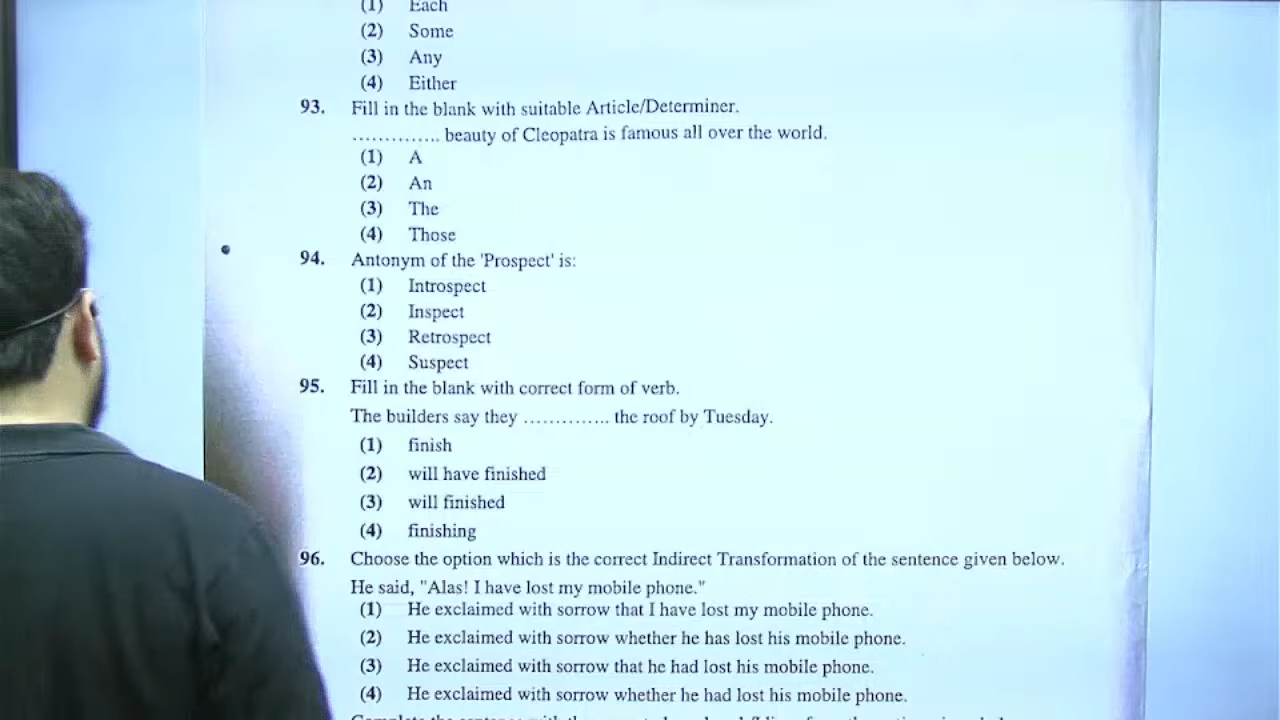 (1) Each
(2) Some
(3) Any
(4) Either
93. Fill in the blank with suitable Article/Determiner.
.............. beauty of Cleopatra is famous all over the world.
(1) A
(2) An
(3) The
(4) Those
94. Antonym of the 'Prospect' is:
(1) Introspect
(2) Inspect
(3) Retrospect
(4) Suspect
95. Fill in the blank with correct form of verb.
The builders say they .............. the roof by Tuesday.
(1) finish
(2) will have finished
(3) will finished
(4) finishing
96. Choose the option which is the correct Indirect Transformation of the sentence given below.
He said, "Alas! I have lost my mobile phone."
(1) He exclaimed with sorrow that I have lost my mobile phone.
(2) He exclaimed with sorrow whether he has lost his mobile phone.
(3) He exclaimed with sorrow that he had lost his mobile phone.
(4) He exclaimed with sorrow whether he had lost his mobile phone.
Complete the sentence with the